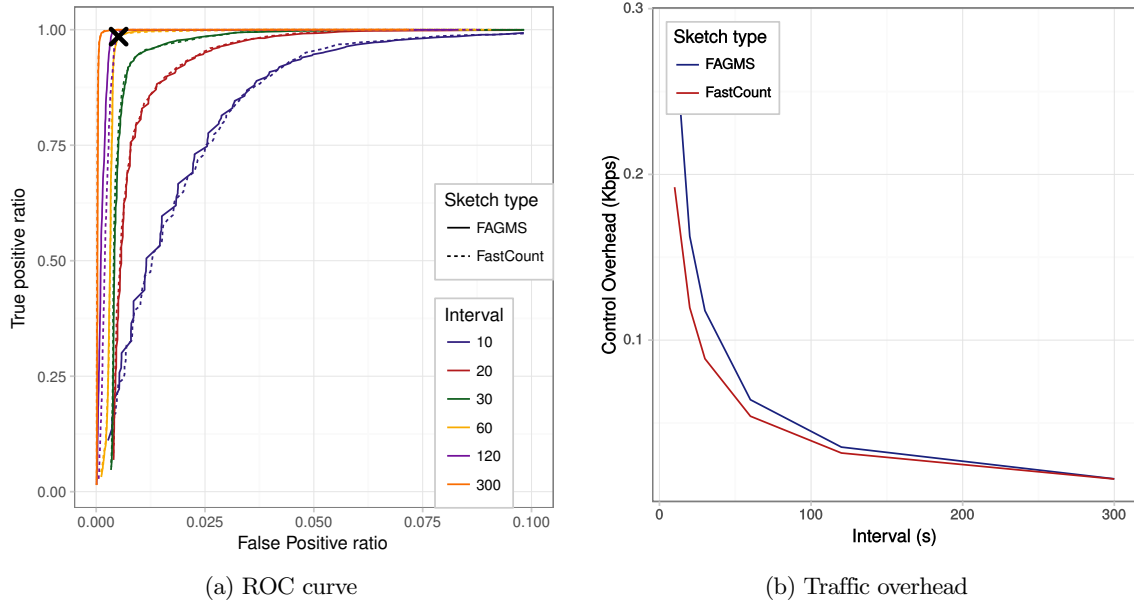 1.00
0.75
0.50
0.25
0.00
True positive ratio
0.000
0.025
0.050
0.075
0.100
False Positive ratio
Sketch type
FAGMS
FastCount
Interval
10
20
30
60
120
300
(a) ROC curve
0.3
0.2
0.1
Control Overhead (Kbps)
Sketch type
FAGMS
FastCount
0
100
200
300
Interval (s)
(b) Traffic overhead